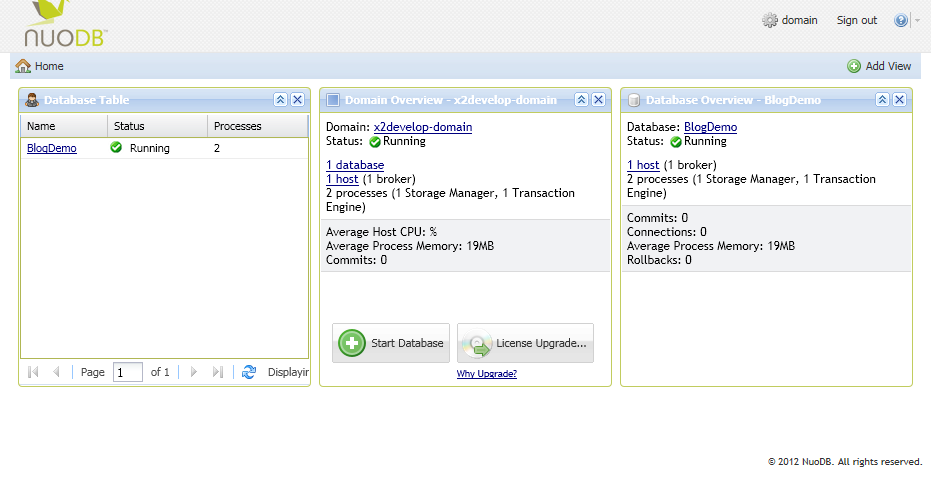 NUODB™
domain
Sign out
Home
Add View
Database Table
Name
Status
Processes
BlogDemo
Running
2
Page 1 of 1
Displayin
Domain Overview - x2develop-domain
Domain: x2develop-domain
Status: Running
1 database
1 host (1 broker)
2 processes (1 Storage Manager, 1 Transaction
Engine)
Average Host CPU: %
Average Process Memory: 19MB
Commits: 0
Start Database
License Upgrade...
Why Upgrade?
Database Overview - BlogDemo
Database: BlogDemo
Status: Running
1 host (1 broker)
2 processes (1 Storage Manager, 1 Transaction
Engine)
Commits: 0
Connections: 0
Average Process Memory: 19MB
Rollbacks: 0
© 2012 NuoDB. All rights reserved.